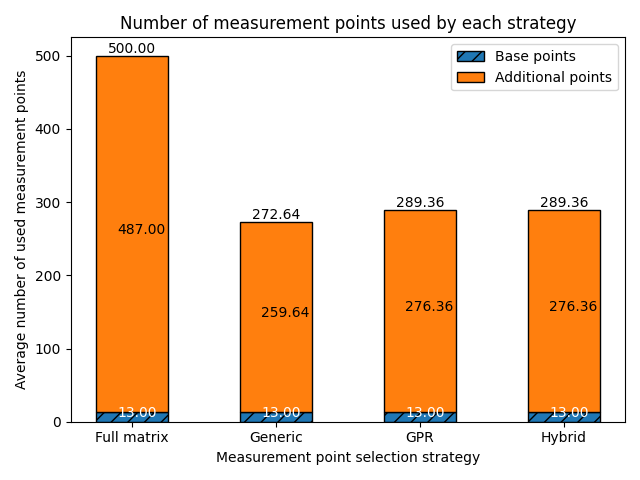 Number of measurement points used by each strategy
Average number of used measurement points
500
400
300
200
100
0
Base points
Additional points
500.00
272.64
289.36
289.36
487.00
259.64
276.36
276.36
13.00
13.00
13.00
13.00
Full matrix
Generic
GPR
Hybrid
Measurement point selection strategy